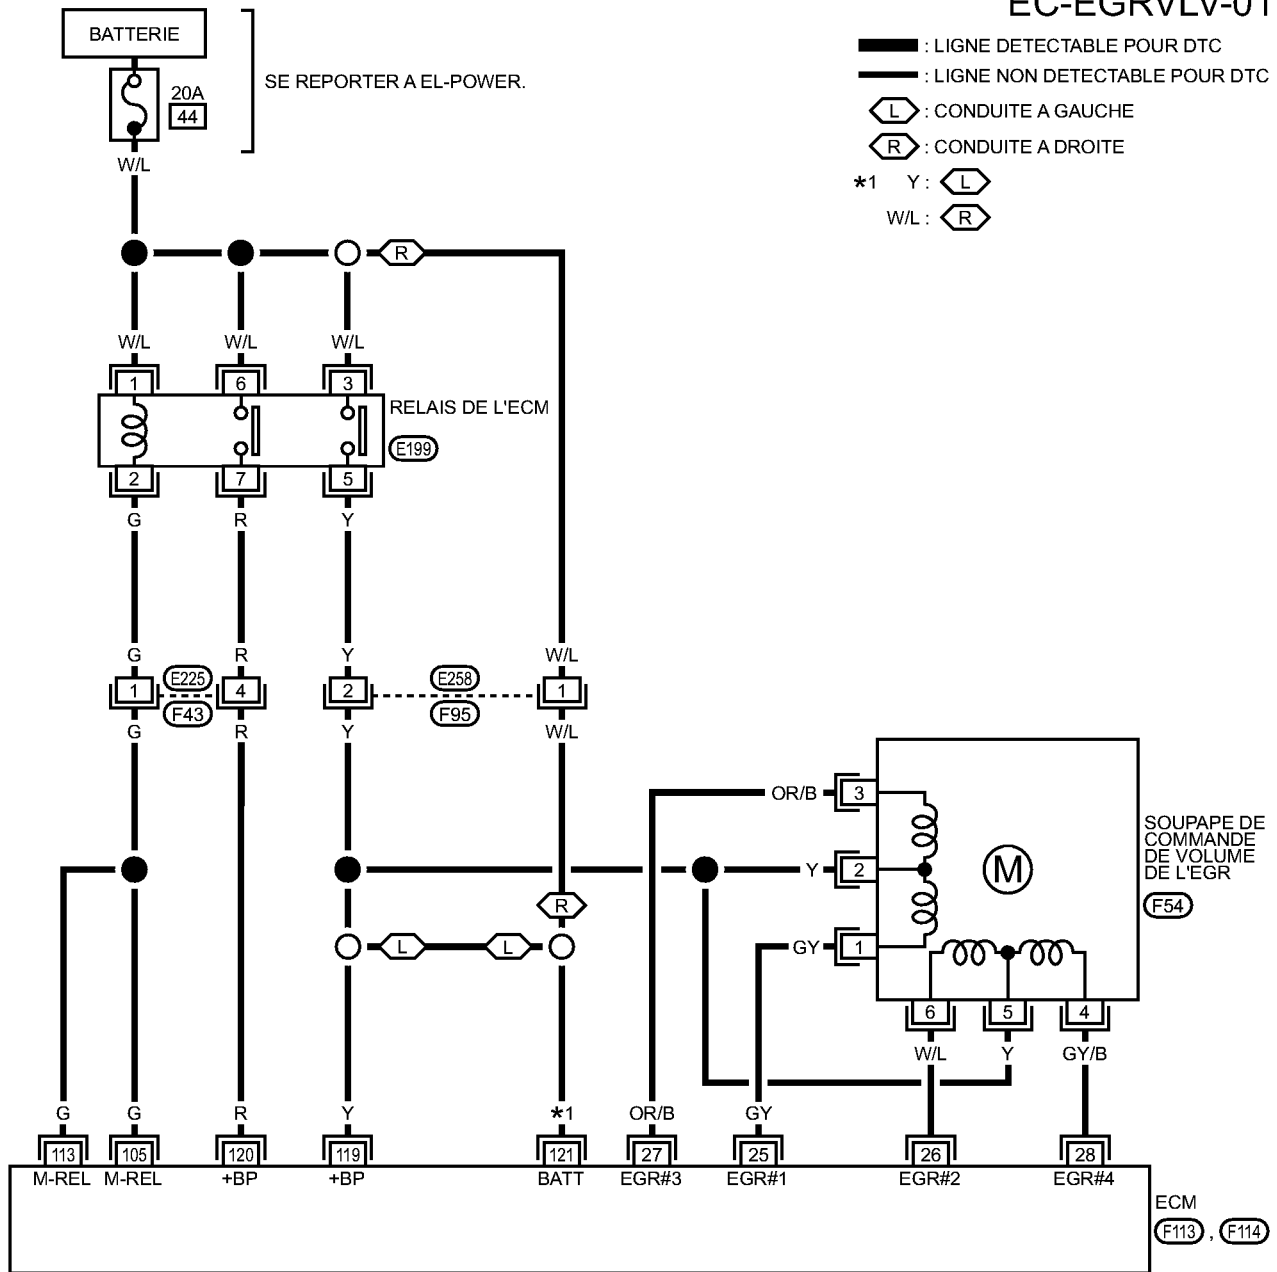 EC-EGRVLV-01
BATTERIE
20A
44
SE REPORTER A EL-POWER.
: LIGNE DETECTABLE POUR DTC
: LIGNE NON DETECTABLE POUR DTC
L : CONDUITE A GAUCHE
R : CONDUITE A DROITE
*1 Y : L
W/L : R
W/L
R
W/L W/L W/L
1 6 3
RELAIS DE L'ECM
E199
2 7 5
G R Y
G R Y W/L
1 E225 4 2 E258 1
F43 F95
G R Y W/L
OR/B 3
Y 2
GY 1
M
SOUPAPE DE
COMMANDE
DE VOLUME
DE L'EGR
F54
R
L L
6 5 4
W/L Y GY/B
G G R Y *1 OR/B GY
113 105 120 119 121 27 25 26 28
M-REL M-REL +BP +BP BATT EGR#3 EGR#1 EGR#2 EGR#4
ECM
F113 , F114